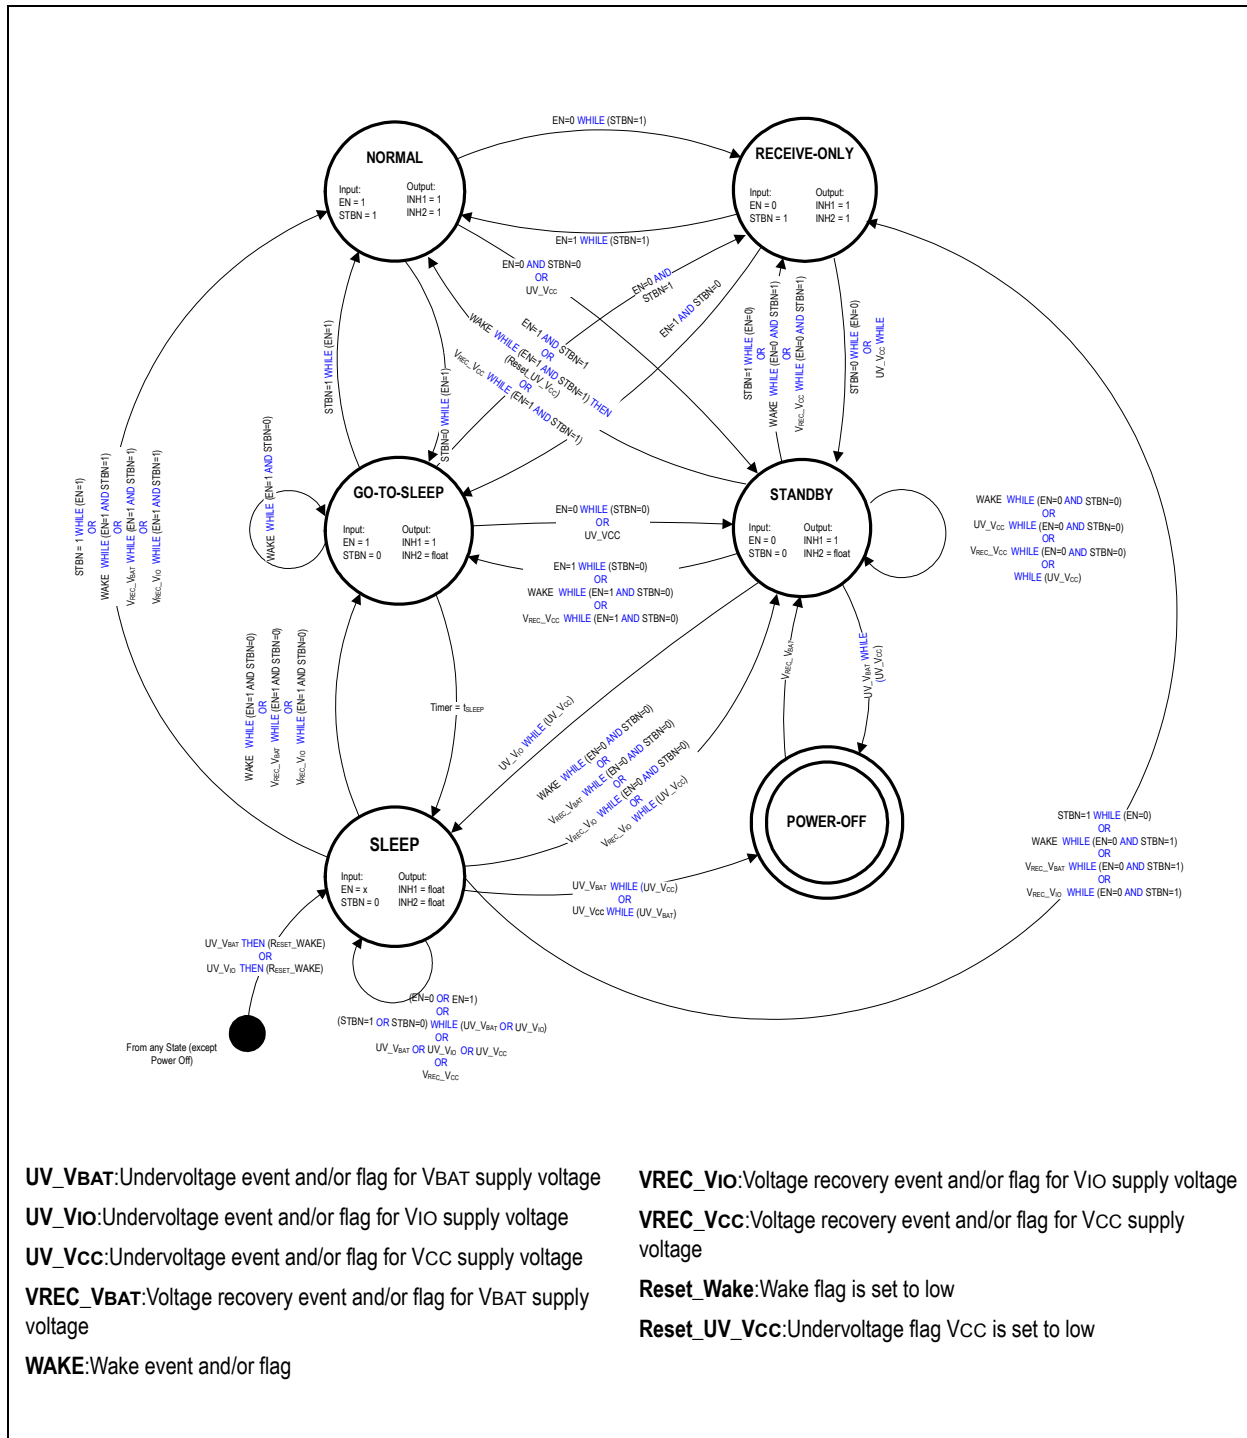 EN=0 WHILE (STBN=1)
NORMAL
Input:
EN = 1
STBN = 1
Output:
INH1 = 1
INH2 = 1
RECEIVE-ONLY
Input:
EN = 0
STBN = 1
Output:
INH1 = 1
INH2 = 1
EN=1 WHILE (STBN=1)
EN=0 AND STBN=0
OR
UV_VCC
EN=0 AND
STBN=1
EN=1 AND STBN=0
STBN=1 WHILE (EN=1)
STBN=0 WHILE (EN=1)
EN=1 AND STBN=1
OR
WAKE WHILE (EN=1 AND STBN=1) THEN
(Reset_UV_VCC)
OR
VREC_VCC WHILE (EN=1 AND STBN=1)
STBN=1 WHILE (EN=0)
OR
WAKE WHILE (EN=0 AND STBN=1)
OR
VREC_VCC WHILE (EN=0 AND STBN=1)
STBN=0 WHILE (EN=0)
OR
UV_VCC WHILE
STBN = 1 WHILE (EN=1)
OR
WAKE WHILE (EN=1 AND STBN=1)
OR
VREC_VBAT WHILE (EN=1 AND STBN=1)
OR
VREC_VIO WHILE (EN=1 AND STBN=1)
WAKE WHILE (EN=1 AND STBN=0)
GO-TO-SLEEP
Input:
EN = 1
STBN = 0
Output:
INH1 = 1
INH2 = float
EN=0 WHILE (STBN=0)
OR
UV_VCC
EN=1 WHILE (STBN=0)
OR
WAKE WHILE (EN=1 AND STBN=0)
OR
VREC_VCC WHILE (EN=1 AND STBN=0)
STANDBY
Input:
EN = 0
STBN = 0
Output:
INH1 = 1
INH2 = float
WAKE WHILE (EN=0 AND STBN=0)
OR
UV_VCC WHILE (EN=0 AND STBN=0)
OR
VREC_VCC WHILE (EN=0 AND STBN=0)
OR
WHILE (UV_VCC)
WAKE WHILE (EN=1 AND STBN=0)
OR
VREC_VBAT WHILE (EN=1 AND STBN=0)
OR
VREC_VIO WHILE (EN=1 AND STBN=0)
Timer = tSLEEP
UV_VIO WHILE (UV_VCC)
WAKE WHILE (EN=0 AND STBN=0)
OR
VREC_VBAT WHILE (EN=0 AND STBN=0)
OR
VREC_VIO WHILE (EN=0 AND STBN=0)
OR
VREC_VIO WHILE (UV_VCC)
VREC_VBAT
UV_VBAT WHILE
(UV_VCC)
POWER-OFF
SLEEP
Input:
EN = x
STBN = 0
Output:
INH1 = float
INH2 = float
UV_VBAT WHILE (UV_VCC)
OR
UV_Vcc WHILE (UV_VBAT)
STBN=1 WHILE (EN=0)
OR
WAKE WHILE (EN=0 AND STBN=1)
OR
VREC_VBAT WHILE (EN=0 AND STBN=1)
OR
VREC_VIO WHILE (EN=0 AND STBN=1)
UV_VBAT THEN (RESET_WAKE)
OR
UV_VIO THEN (RESET_WAKE)
From any State (except
Power Off)
(EN=0 OR EN=1)
OR
(STBN=1 OR STBN=0) WHILE (UV_VBAT OR UV_VIO)
OR
UV_VBAT OR UV_VIO OR UV_VCC
OR
VREC_VCC
UV_VBAT:Undervoltage event and/or flag for VBAT supply voltage
UV_VIO:Undervoltage event and/or flag for VIO supply voltage
UV_VCC:Undervoltage event and/or flag for VCC supply voltage
VREC_VBAT:Voltage recovery event and/or flag for VBAT supply
voltage
WAKE:Wake event and/or flag
VREC_VIO:Voltage recovery event and/or flag for VIO supply voltage
VREC_VCC:Voltage recovery event and/or flag for VCC supply
voltage
Reset_Wake:Wake flag is set to low
Reset_UV_VCC:Undervoltage flag VCC is set to low